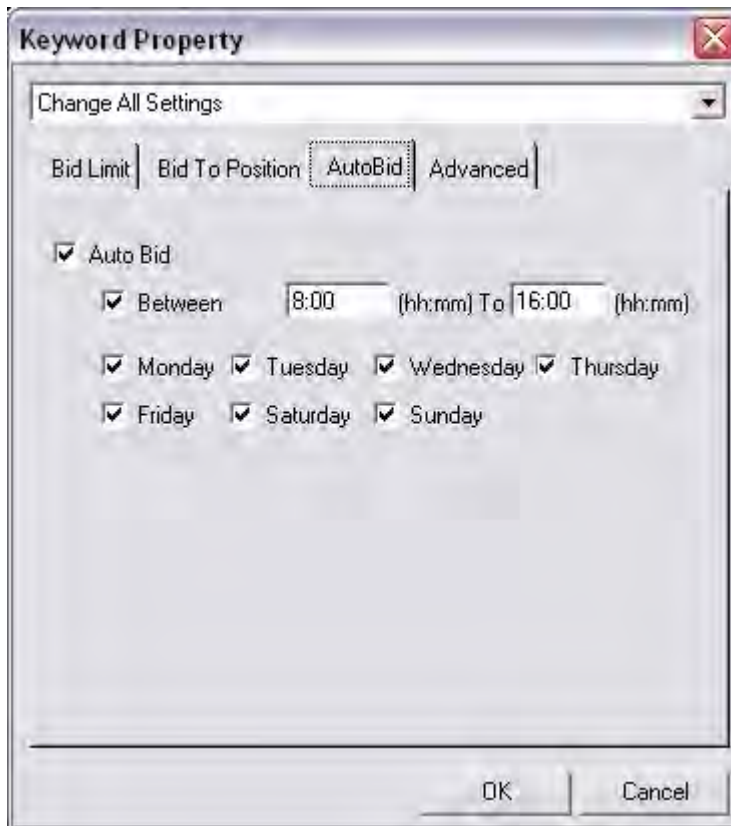 Keyword Property
Change All Settings
Bid Limit Bid To Position AutoBid Advanced
Auto Bid
Between 8:00 (hh:mm) To 16:00 (hh:mm)
Monday Tuesday Wednesday Thursday
Friday Saturday Sunday
OK Cancel